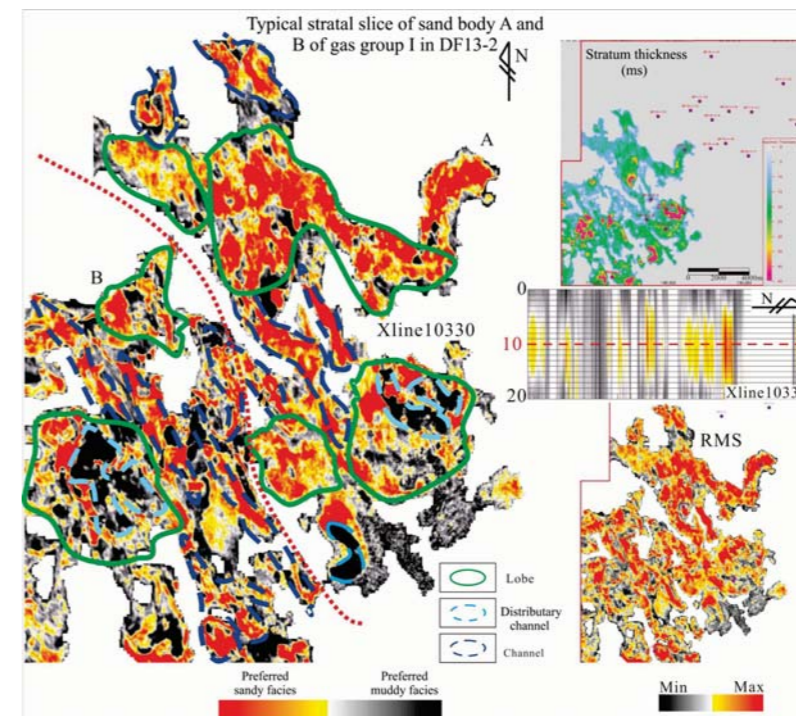 Typical stratal slice of sand body A and
B of gas group I in DF13-2
N
A
B
Xline10330
Stratum thickness
(ms)
0
10
20
N
Xline1033
RMS
Lobe
Distributary
channel
Channel
Preferred
sandy facies
Preferred
muddy facies
Min
Max